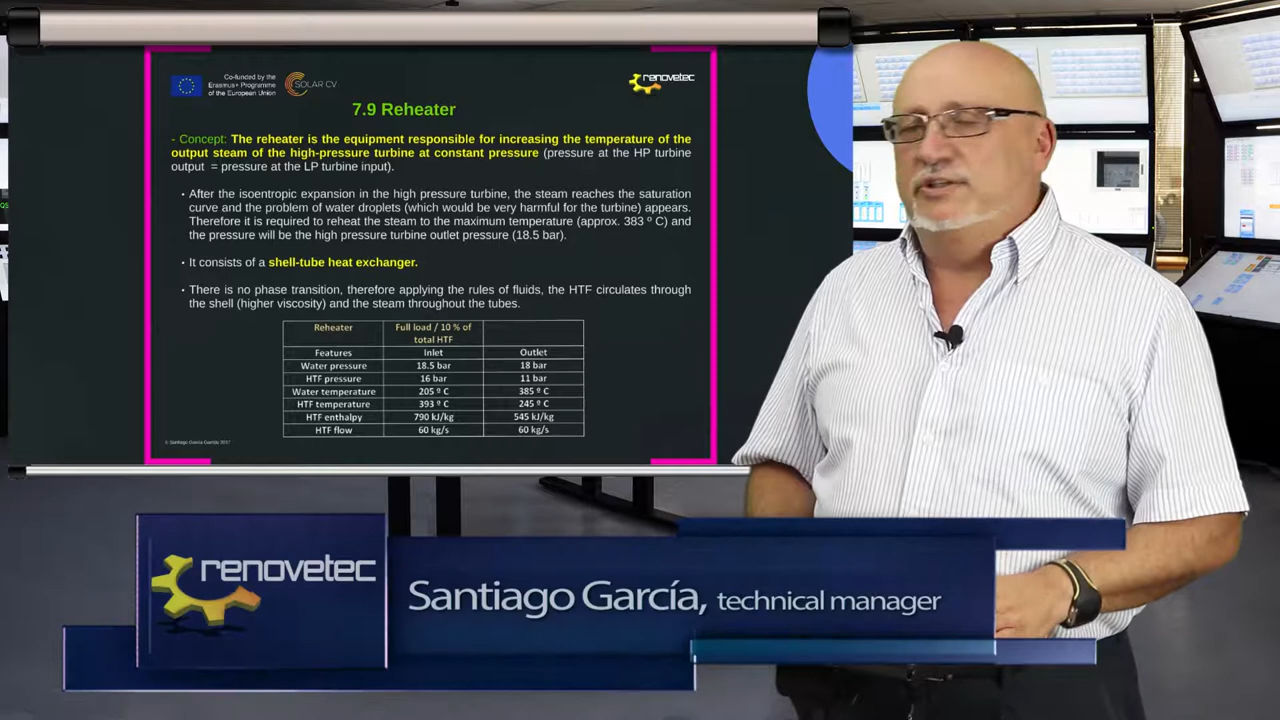 Co-funded by the
Erasmus+ Programme
of the European Union
SOLAR CV
renovetec
7.9 Reheater
- Concept: The reheater is the equipment responsible for increasing the temperature of the
output steam of the high pressure turbine at constant pressure (pressure at the HP turbine
output = pressure at the LP turbine input).
• After the isoentropic expansion in the high pressure turbine, the steam reaches the saturation
curve and the production of water droplets (which would be very harmful for the turbine) appears.
Therefore it is required to reheat the steam to its maximum temperature (approx. 383 º C) and
the pressure will be the high pressure turbine outlet pressure (18.5 bar).
• It consists of a shell-tube heat exchanger.
• There is no phase transition, therefore applying the rules of fluids, the HTF circulates through
the shell (higher viscosity) and the steam throughout the tubes.
Reheater Full load / 10 % of
total HTF
Features Inlet Outlet
Water pressure 18.5 bar 18 bar
HTF pressure 16 bar 11 bar
Water temperature 205 º C 385 º C
HTF temperature 393 º C 245 º C
HTF enthalpy 790 kJ/kg 545 kJ/kg
HTF flow 60 kg/s 60 kg/s
© Santiago García Garrido 2017
renovetec
Santiago García, technical manager